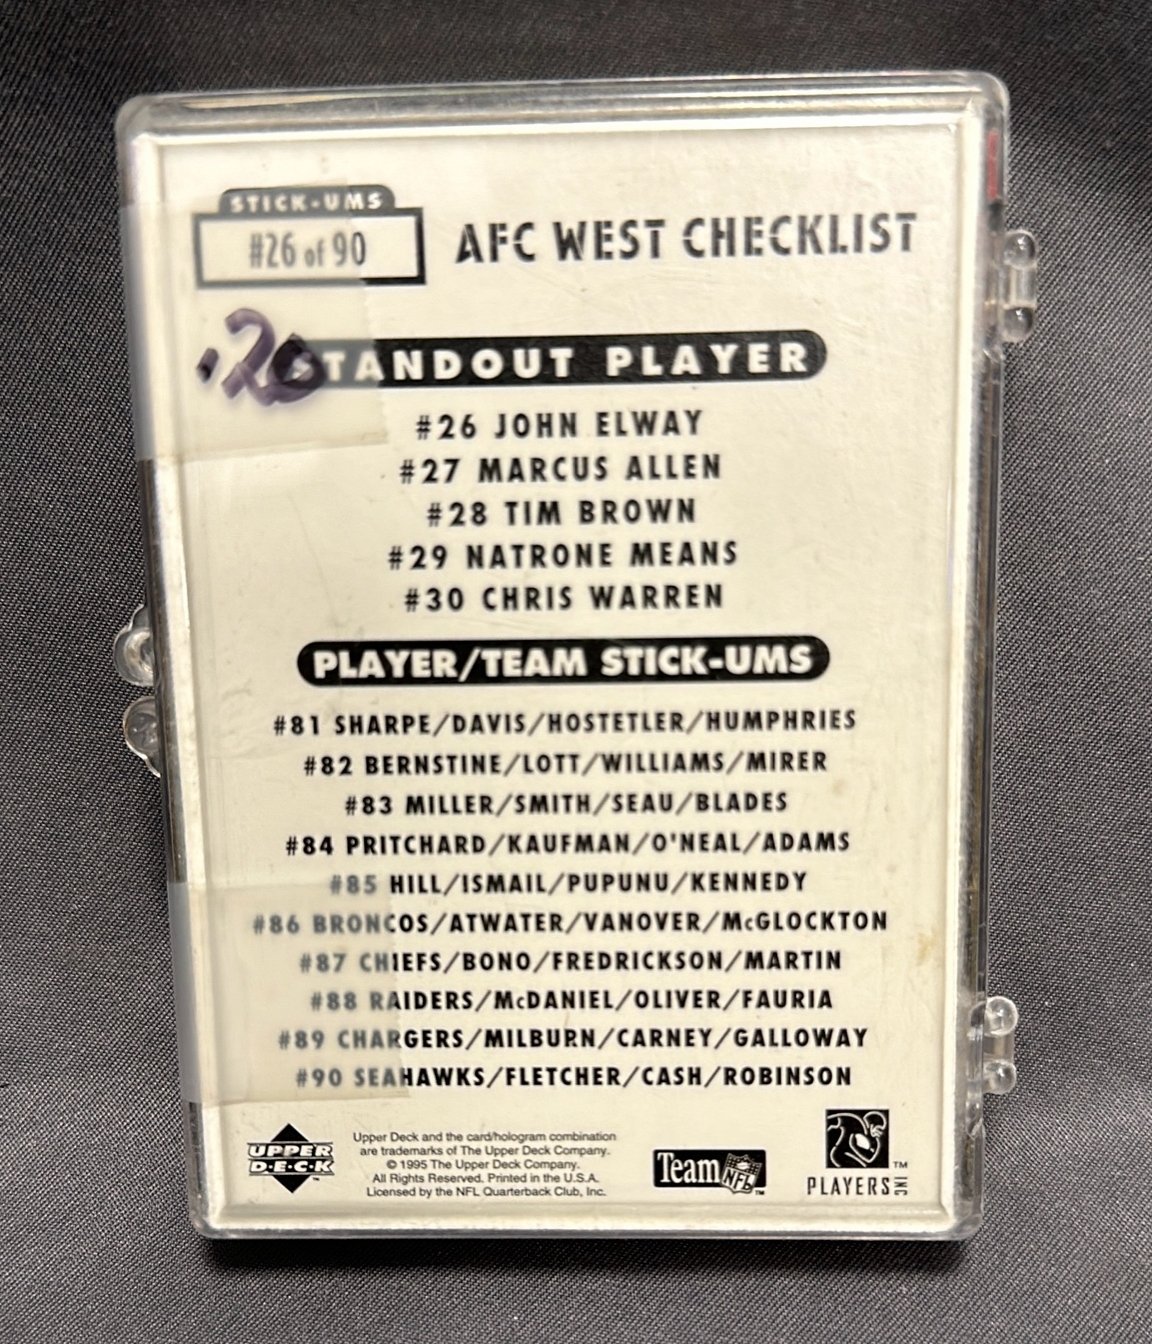 STICK-UMS
#26 of 90
AFC WEST CHECKLIST
.20
STANDOUT PLAYER
#26 JOHN ELWAY
#27 MARCUS ALLEN
#28 TIM BROWN
#29 NATRONE MEANS
#30 CHRIS WARREN
PLAYER/TEAM STICK-UMS
#81 SHARPE/DAVIS/HOSTETLER/HUMPHRIES
#82 BERNSTINE/LOTT/WILLIAMS/MIRER
#83 MILLER/SMITH/SEAU/BLADES
#84 PRITCHARD/KAUFMAN/O'NEAL/ADAMS
#85 HILL/ISMAIL/PUPUNU/KENNEDY
#86 BRONCOS/ATWATER/VANOVER/McGLOCKTON
#87 CHIEFS/BONO/FREDRICKSON/MARTIN
#88 RAIDERS/McDANIEL/OLIVER/FAURIA
#89 CHARGERS/MILBURN/CARNEY/GALLOWAY
#90 SEAHAWKS/FLETCHER/CASH/ROBINSON
UPPER
D·E·C·K™
Upper Deck and the card/hologram combination
are trademarks of The Upper Deck Company.
© 1995 The Upper Deck Company.
All Rights Reserved. Printed in the U.S.A.
Licensed by the NFL Quarterback Club, Inc.
Team NFL™
™
PLAYERS INC